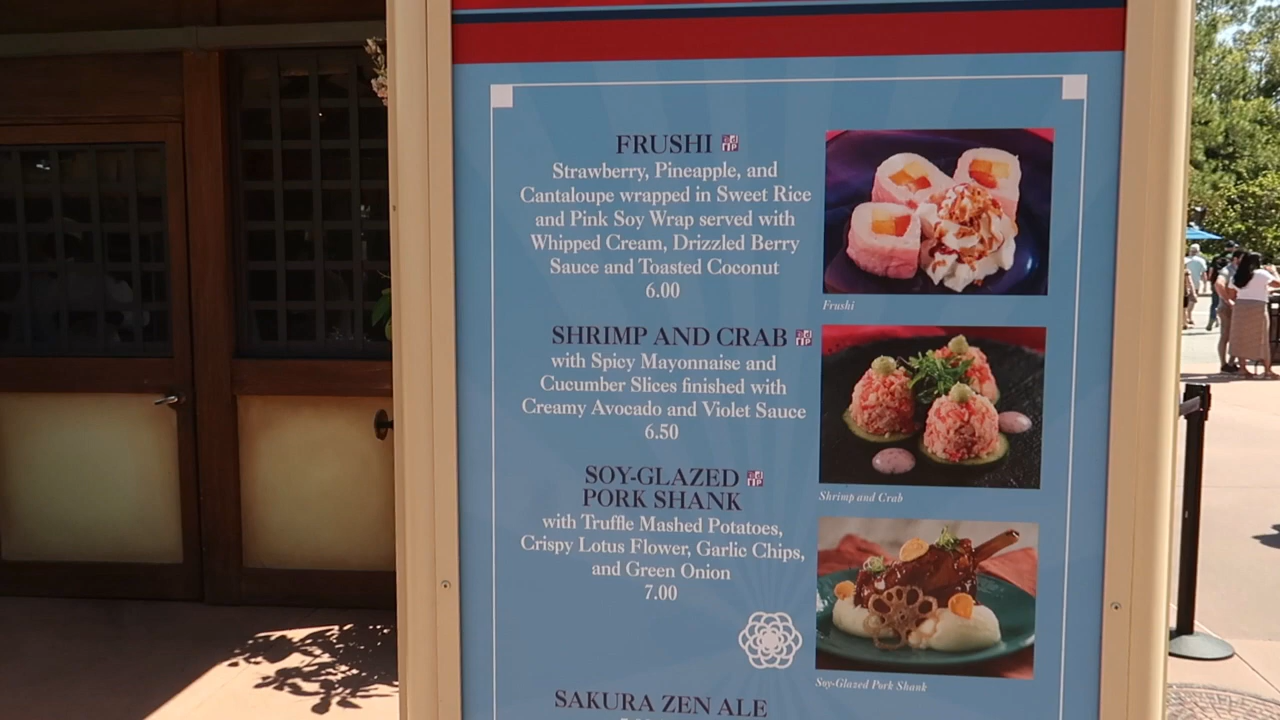 FRUSHI
Strawberry, Pineapple, and
Cantaloupe wrapped in Sweet Rice
and Pink Soy Wrap served with
Whipped Cream, Drizzled Berry
Sauce and Toasted Coconut
6.00
Frushi
SHRIMP AND CRAB
with Spicy Mayonnaise and
Cucumber Slices finished with
Creamy Avocado and Violet Sauce
6.50
Shrimp and Crab
SOY-GLAZED
PORK SHANK
with Truffle Mashed Potatoes,
Crispy Lotus Flower, Garlic Chips,
and Green Onion
7.00
Soy-Glazed Pork Shank
SAKURA ZEN ALE